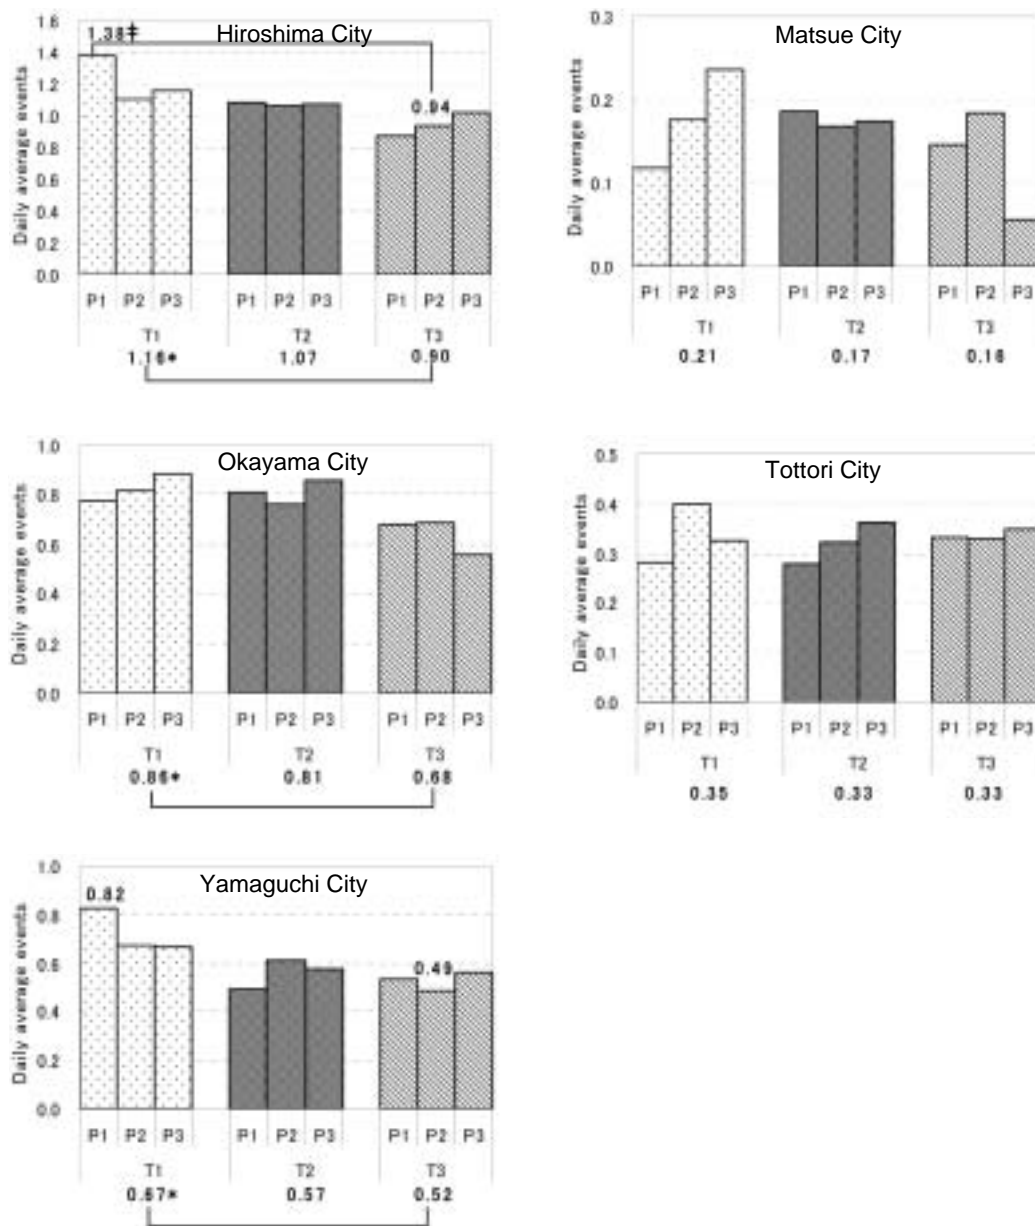 Hiroshima City
Daily average events
1.6
1.4
1.2
1.0
0.8
0.6
0.4
0.2
0.0
1.38‡
0.94
P1 P2 P3 P1 P2 P3 P1 P2 P3
T1 T2 T3
1.16* 1.07 0.90
Matsue City
Daily average events
0.3
0.2
0.1
0.0
P1 P2 P3 P1 P2 P3 P1 P2 P3
T1 T2 T3
0.21 0.17 0.16
Okayama City
Daily average events
1.0
0.8
0.6
0.4
0.2
0.0
P1 P2 P3 P1 P2 P3 P1 P2 P3
T1 T2 T3
0.86* 0.81 0.68
Tottori City
Daily average events
0.5
0.4
0.3
0.2
0.1
0.0
P1 P2 P3 P1 P2 P3 P1 P2 P3
T1 T2 T3
0.35 0.33 0.33
Yamaguchi City
Daily average events
1.0
0.8
0.6
0.4
0.2
0.0
0.82
0.49
P1 P2 P3 P1 P2 P3 P1 P2 P3
T1 T2 T3
0.67* 0.57 0.52